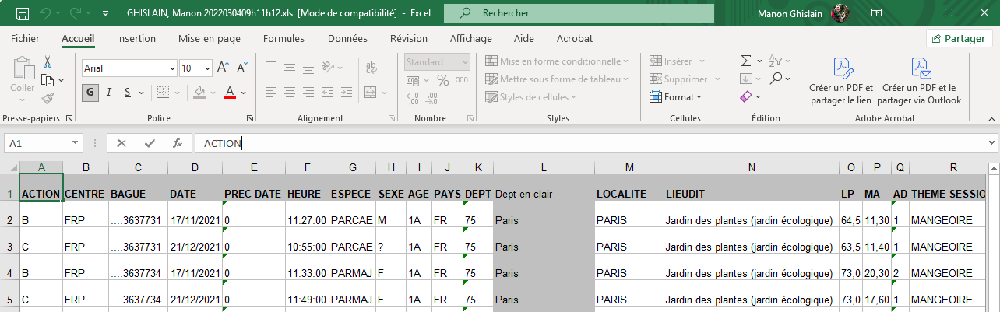 GHISLAIN, Manon 2022030409h11h12.xls [Mode de compatibilité] - Excel
Rechercher
Manon Ghislain
Fichier Accueil Insertion Mise en page Formules Données Révision Affichage Aide Acrobat Partager
Coller
Arial 10
G I S A
ab c
Standard
% 000
Mise en forme conditionnelle
Mettre sous forme de tableau
Styles de cellules
Insérer
Supprimer
Format
Créer un PDF et partager le lien
Créer un PDF et le partager via Outlook
Presse-papiers Police Alignement Nombre Styles Cellules Édition Adobe Acrobat
A1 fx ACTION
A B C D E F G H I J K L M N O P Q R
1 ACTION CENTRE BAGUE DATE PREC DATE HEURE ESPECE SEXE AGE PAYS DEPT Dept en clair LOCALITE LIEUDIT LP MA AD THEME SESSIO
2 B FRP ....3637731 17/11/2021 0 11:27:00 PARCAE M 1A FR 75 Paris PARIS Jardin des plantes (jardin écologique) 64,5 11,30 1 MANGEOIRE
3 C FRP ....3637731 21/12/2021 0 10:55:00 PARCAE ? 1A FR 75 Paris PARIS Jardin des plantes (jardin écologique) 63,5 11,40 1 MANGEOIRE
4 B FRP ....3637734 17/11/2021 0 11:33:00 PARMAJ F 1A FR 75 Paris PARIS Jardin des plantes (jardin écologique) 73,0 20,30 2 MANGEOIRE
5 C FRP ....3637734 21/12/2021 0 11:49:00 PARMAJ F 1A FR 75 Paris PARIS Jardin des plantes (jardin écologique) 73,0 17,60 1 MANGEOIRE